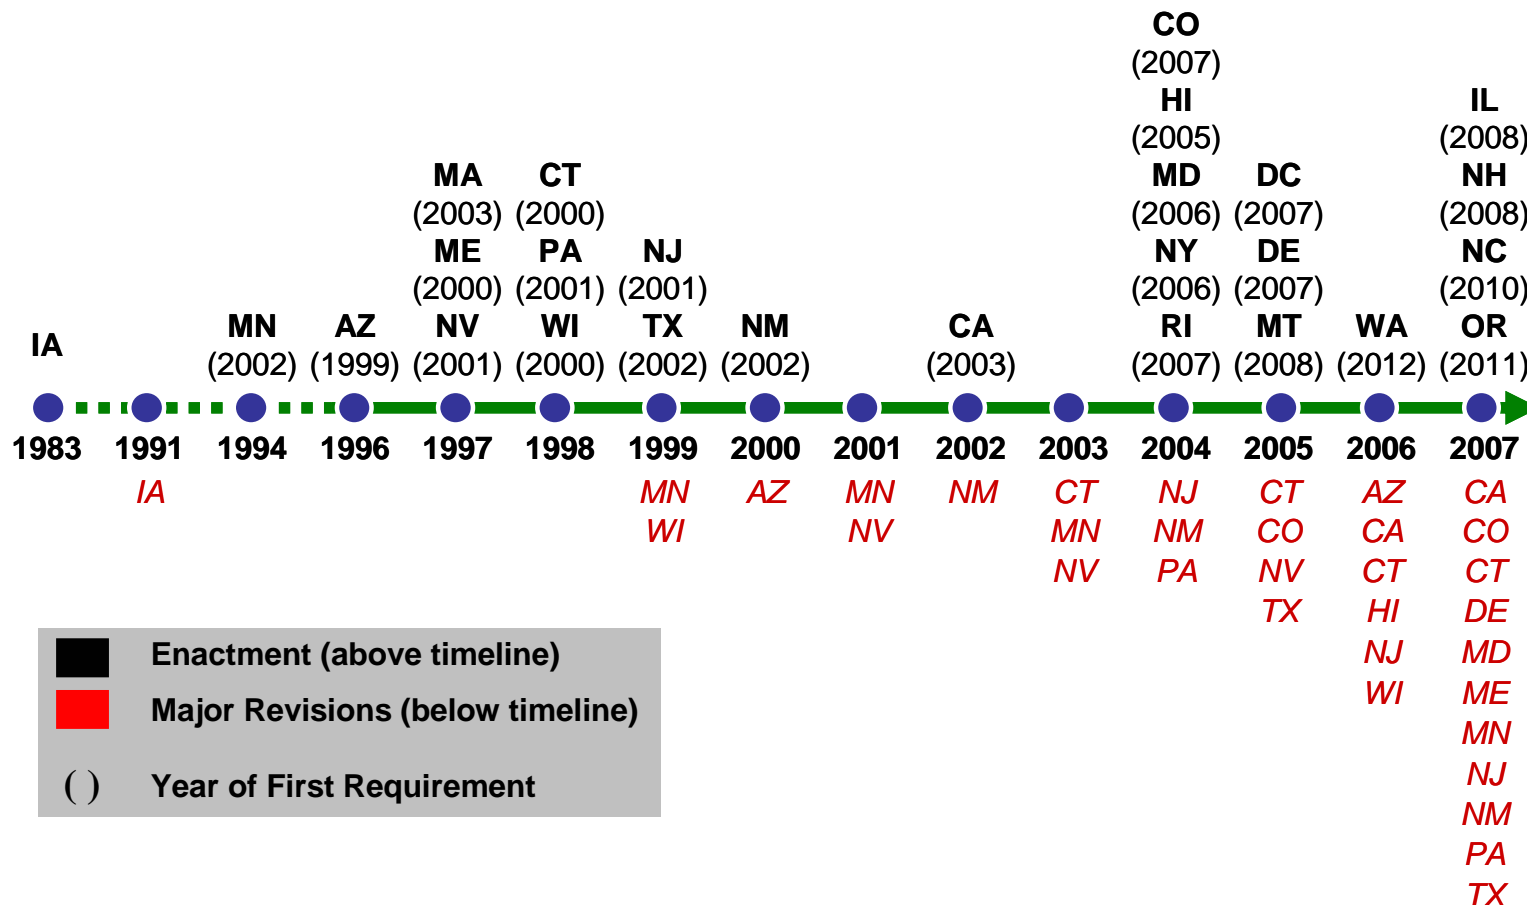 CO
(2007)
HI
IL
(2005)
(2008)
MA
CT
MD
DC
NH
(2003)
(2000)
(2006)
(2007)
(2008)
ME
PA
NJ
NY
DE
NC
(2000)
(2001)
(2001)
(2006)
(2007)
(2010)
IA
MN
AZ
NV
WI
TX
NM
CA
RI
MT
WA
OR
(2002)
(1999)
(2001)
(2000)
(2002)
(2002)
(2003)
(2007)
(2008)
(2012)
(2011)
1983
1991
1994
1996
1997
1998
1999
2000
2001
2002
2003
2004
2005
2006
2007
IA
MN
WI
AZ
MN
NV
NM
CT
MN
NV
NJ
NM
PA
CT
CO
NV
TX
AZ
CA
CT
HI
NJ
WI
CA
CO
CT
DE
MD
ME
MN
NJ
NM
PA
TX
Enactment (above timeline)
Major Revisions (below timeline)
( ) Year of First Requirement